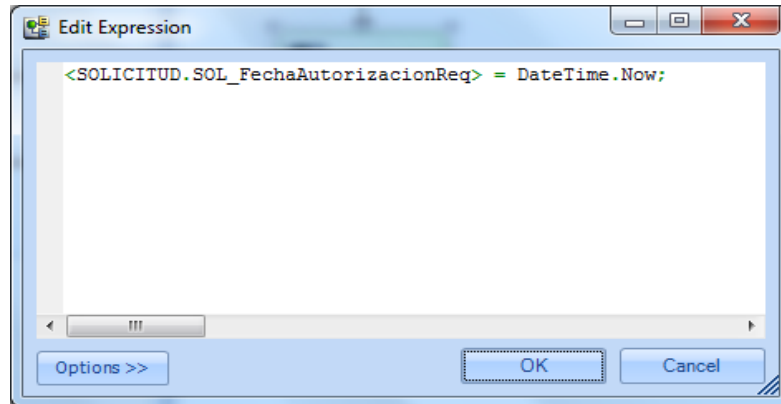 Edit Expression
<SOLICITUD.SOL_FechaAutorizacionReq> = DateTime.Now;
Options >>
OK
Cancel